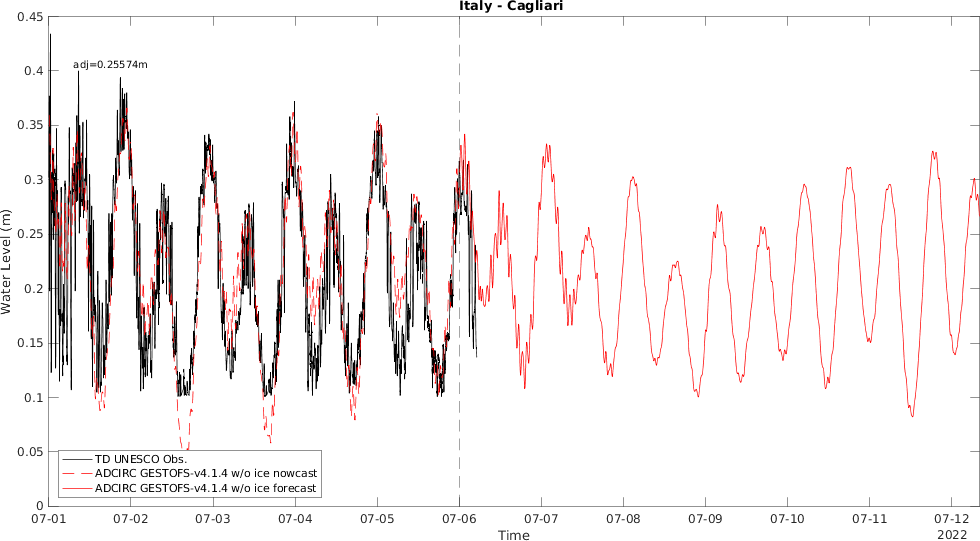 Italy - Cagliari
0.45
0.4
0.35
0.3
0.25
0.2
0.15
0.1
0.05
0
Water Level (m)
adj=0.25574m
TD UNESCO Obs.
ADCIRC GESTOFS-v4.1.4 w/o ice nowcast
ADCIRC GESTOFS-v4.1.4 w/o ice forecast
07-01 07-02 07-03 07-04 07-05 07-06 07-07 07-08 07-09 07-10 07-11 07-12
Time
2022